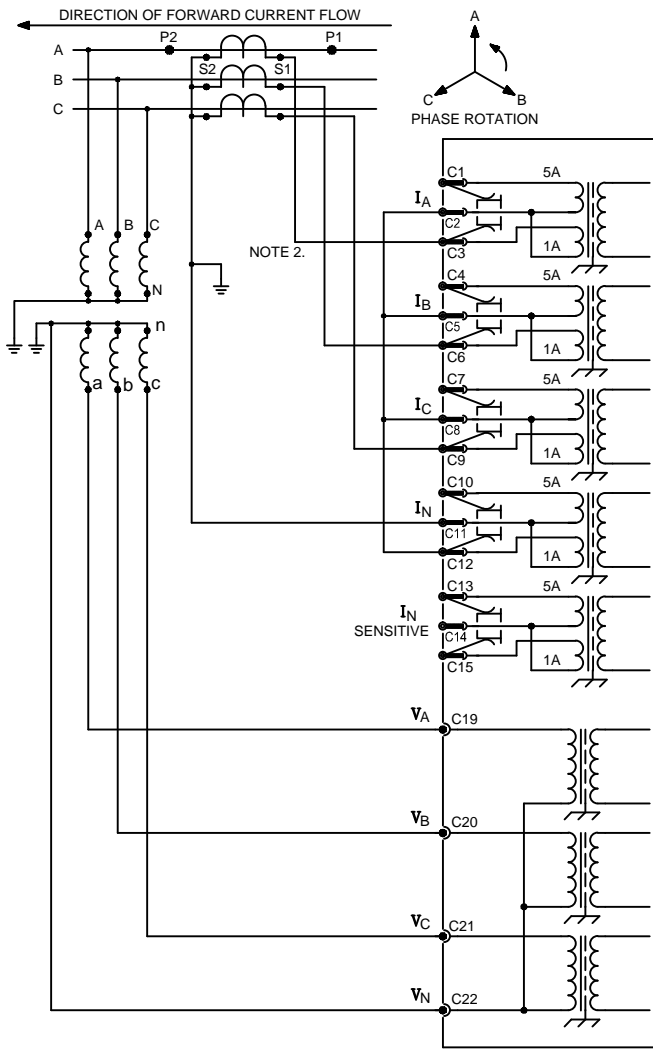 DIRECTION OF FORWARD CURRENT FLOW
A
P2
P1
A
S2
S1
B
C
C
B
PHASE ROTATION
C1
5A
IA
C2
NOTE 2.
C3
1A
A
B
C
N
C4
5A
IB
C5
C6
1A
n
a
b
c
C7
5A
IC
C8
C9
1A
C10
5A
IN
C11
C12
1A
C13
5A
IN
SENSITIVE
C14
C15
1A
VA
C19
VB
C20
VC
C21
VN
C22